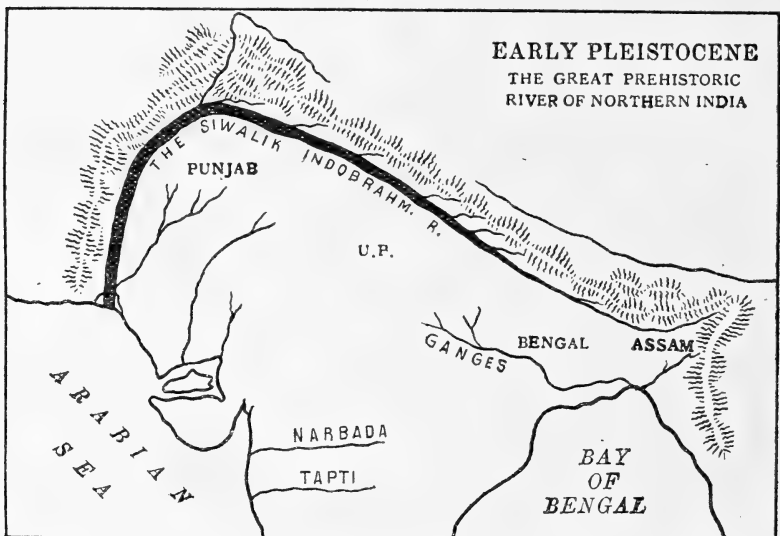 EARLY PLEISTOCENE
THE GREAT PREHISTORIC
RIVER OF NORTHERN INDIA
THE SIWALIK INDOBRAHM. R.
PUNJAB
U.P.
GANGES
BENGAL
ASSAM
ARABIAN
SEA
NARBADA
TAPTI
BAY
OF
BENGAL